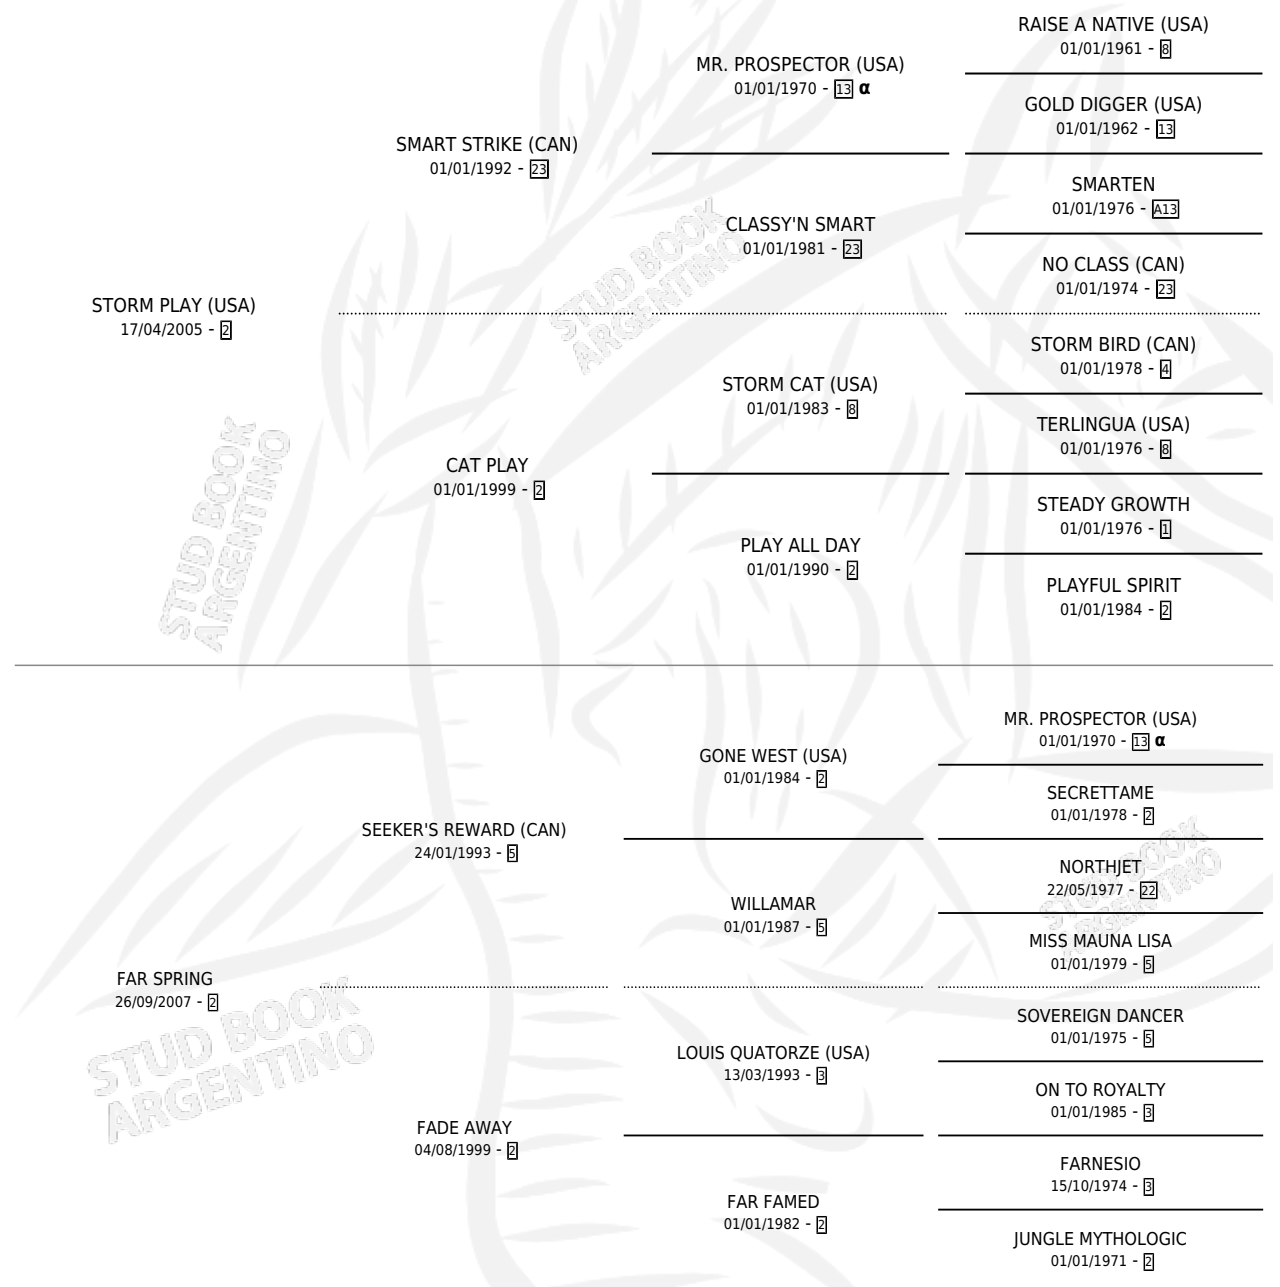 RAISE A NATIVE (USA)
01/01/1961 - 8
MR. PROSPECTOR (USA)
01/01/1970 - 13 α
GOLD DIGGER (USA)
01/01/1962 - 13
SMART STRIKE (CAN)
01/01/1992 - 23
SMARTEN
01/01/1976 - A13
CLASSY'N SMART
01/01/1981 - 23
NO CLASS (CAN)
01/01/1974 - 23
STORM PLAY (USA)
17/04/2005 - 2
STORM BIRD (CAN)
01/01/1978 - 4
STORM CAT (USA)
01/01/1983 - 8
TERLINGUA (USA)
01/01/1976 - 8
CAT PLAY
01/01/1999 - 2
STEADY GROWTH
01/01/1976 - 1
PLAY ALL DAY
01/01/1990 - 2
PLAYFUL SPIRIT
01/01/1984 - 2
STUD BOOK
ARGENTINO
STUD BOOK
ARGENTINO
MR. PROSPECTOR (USA)
01/01/1970 - 13 α
GONE WEST (USA)
01/01/1984 - 2
SECRETTAME
01/01/1978 - 2
SEEKER'S REWARD (CAN)
24/01/1993 - 5
NORTHJET
22/05/1977 - 22
WILLAMAR
01/01/1987 - 5
MISS MAUNA LISA
01/01/1979 - 5
FAR SPRING
26/09/2007 - 2
SOVEREIGN DANCER
01/01/1975 - 5
LOUIS QUATORZE (USA)
13/03/1993 - 3
ON TO ROYALTY
01/01/1985 - 3
FADE AWAY
04/08/1999 - 2
FARNESIO
15/10/1974 - 3
FAR FAMED
01/01/1982 - 2
JUNGLE MYTHOLOGIC
01/01/1971 - 2
STUD BOOK
ARGENTINO
STUD BOOK
ARGENTINO